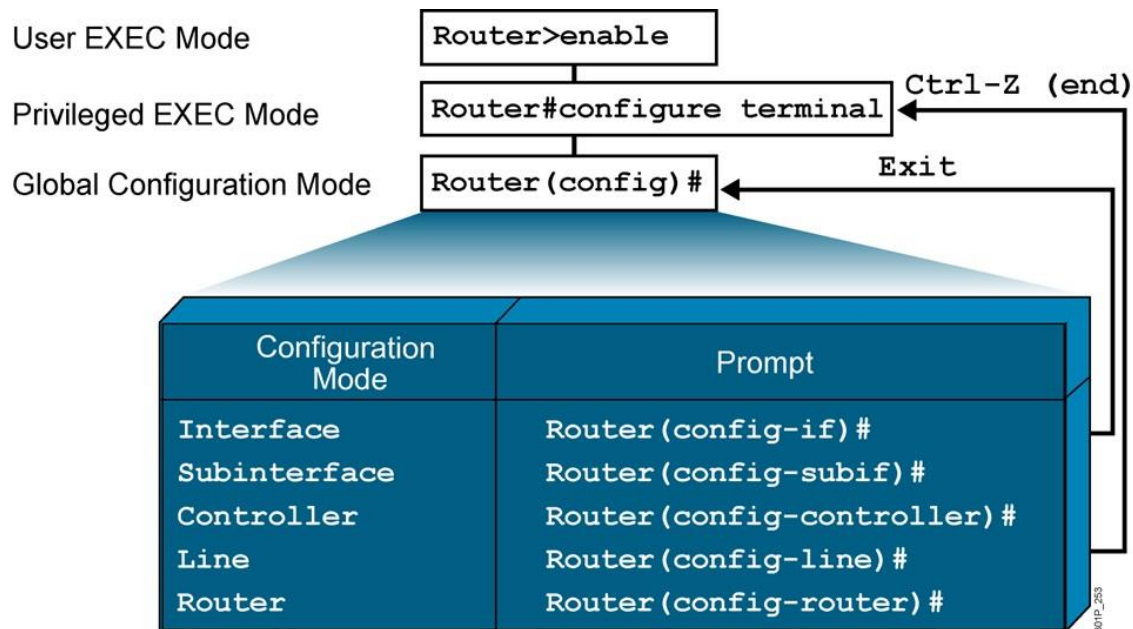 User EXEC Mode
Router>enable
Ctrl-Z (end)
Privileged EXEC Mode
Router#configure terminal
Exit
Global Configuration Mode
Router(config)#
Configuration Mode
Prompt
Interface
Router(config-if)#
Subinterface
Router(config-subif)#
Controller
Router(config-controller)#
Line
Router(config-line)#
Router
Router(config-router)#